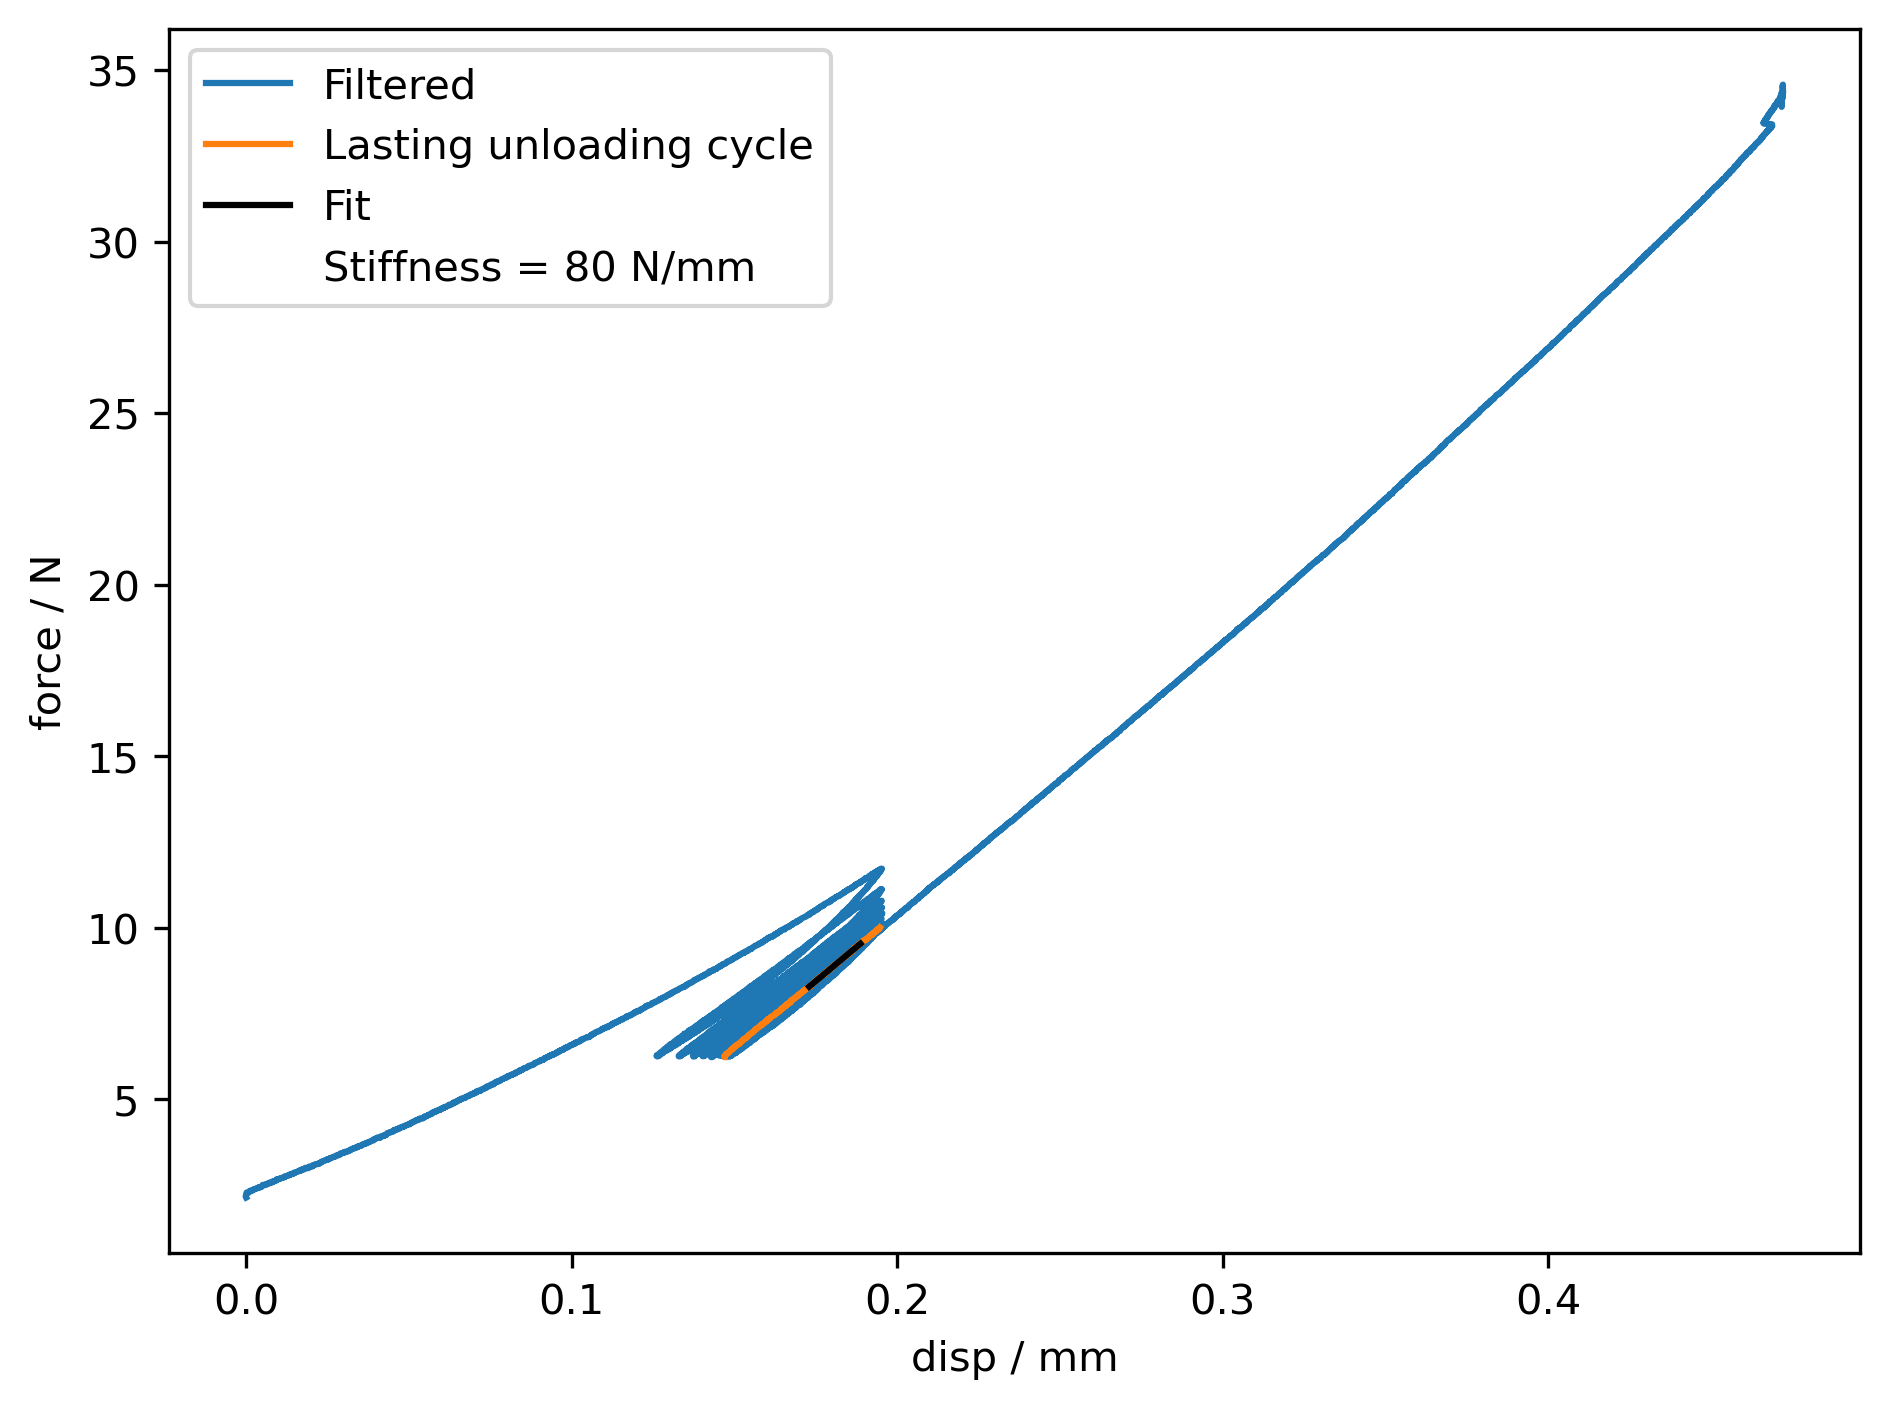 35
30
25
20
15
10
5
force / N
Filtered
Lasting unloading cycle
Fit
Stiffness = 80 N/mm
0.0 0.1 0.2 0.3 0.4
disp / mm